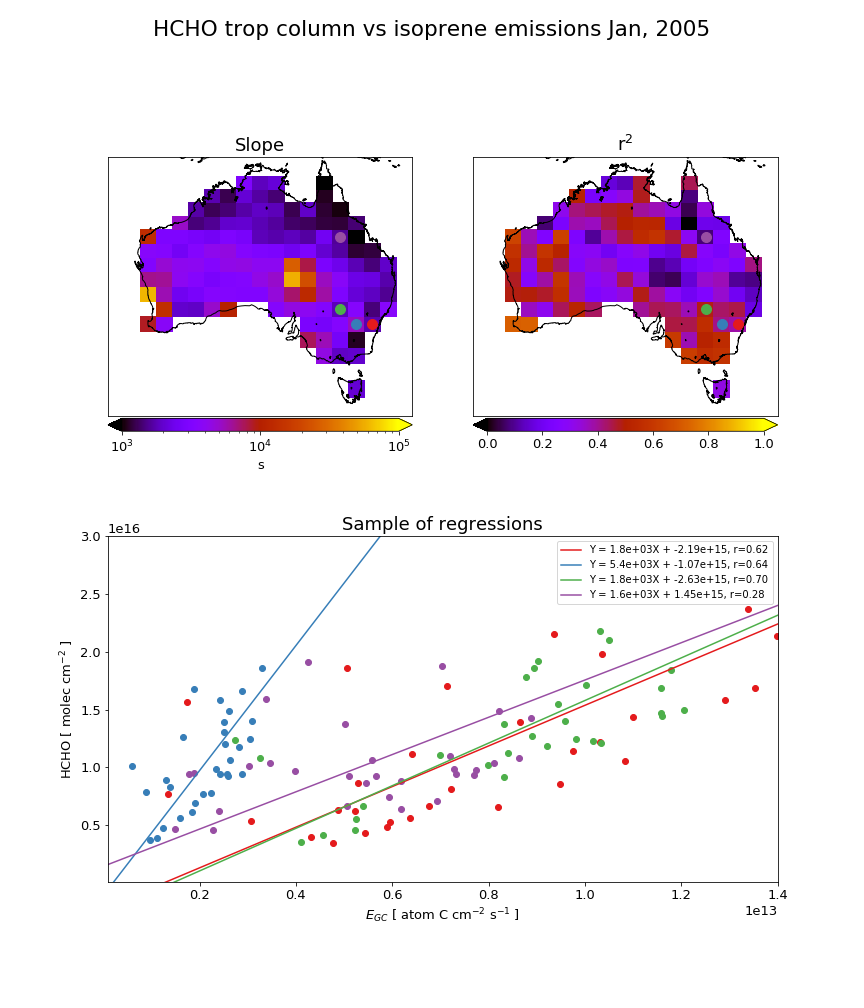 HCHO trop column vs isoprene emissions Jan, 2005
Slope
r²
10³ 10⁴ 10⁵
s
0.0 0.2 0.4 0.6 0.8 1.0
Sample of regressions
1e16
3.0
2.5
2.0
1.5
1.0
0.5
HCHO [ molec cm⁻² ]
Y = 1.8e+03X + -2.19e+15, r=0.62
Y = 5.4e+03X + -1.07e+15, r=0.64
Y = 1.8e+03X + -2.63e+15, r=0.70
Y = 1.6e+03X + 1.45e+15, r=0.28
0.2 0.4 0.6 0.8 1.0 1.2 1.4
1e13
E_GC [ atom C cm⁻² s⁻¹ ]